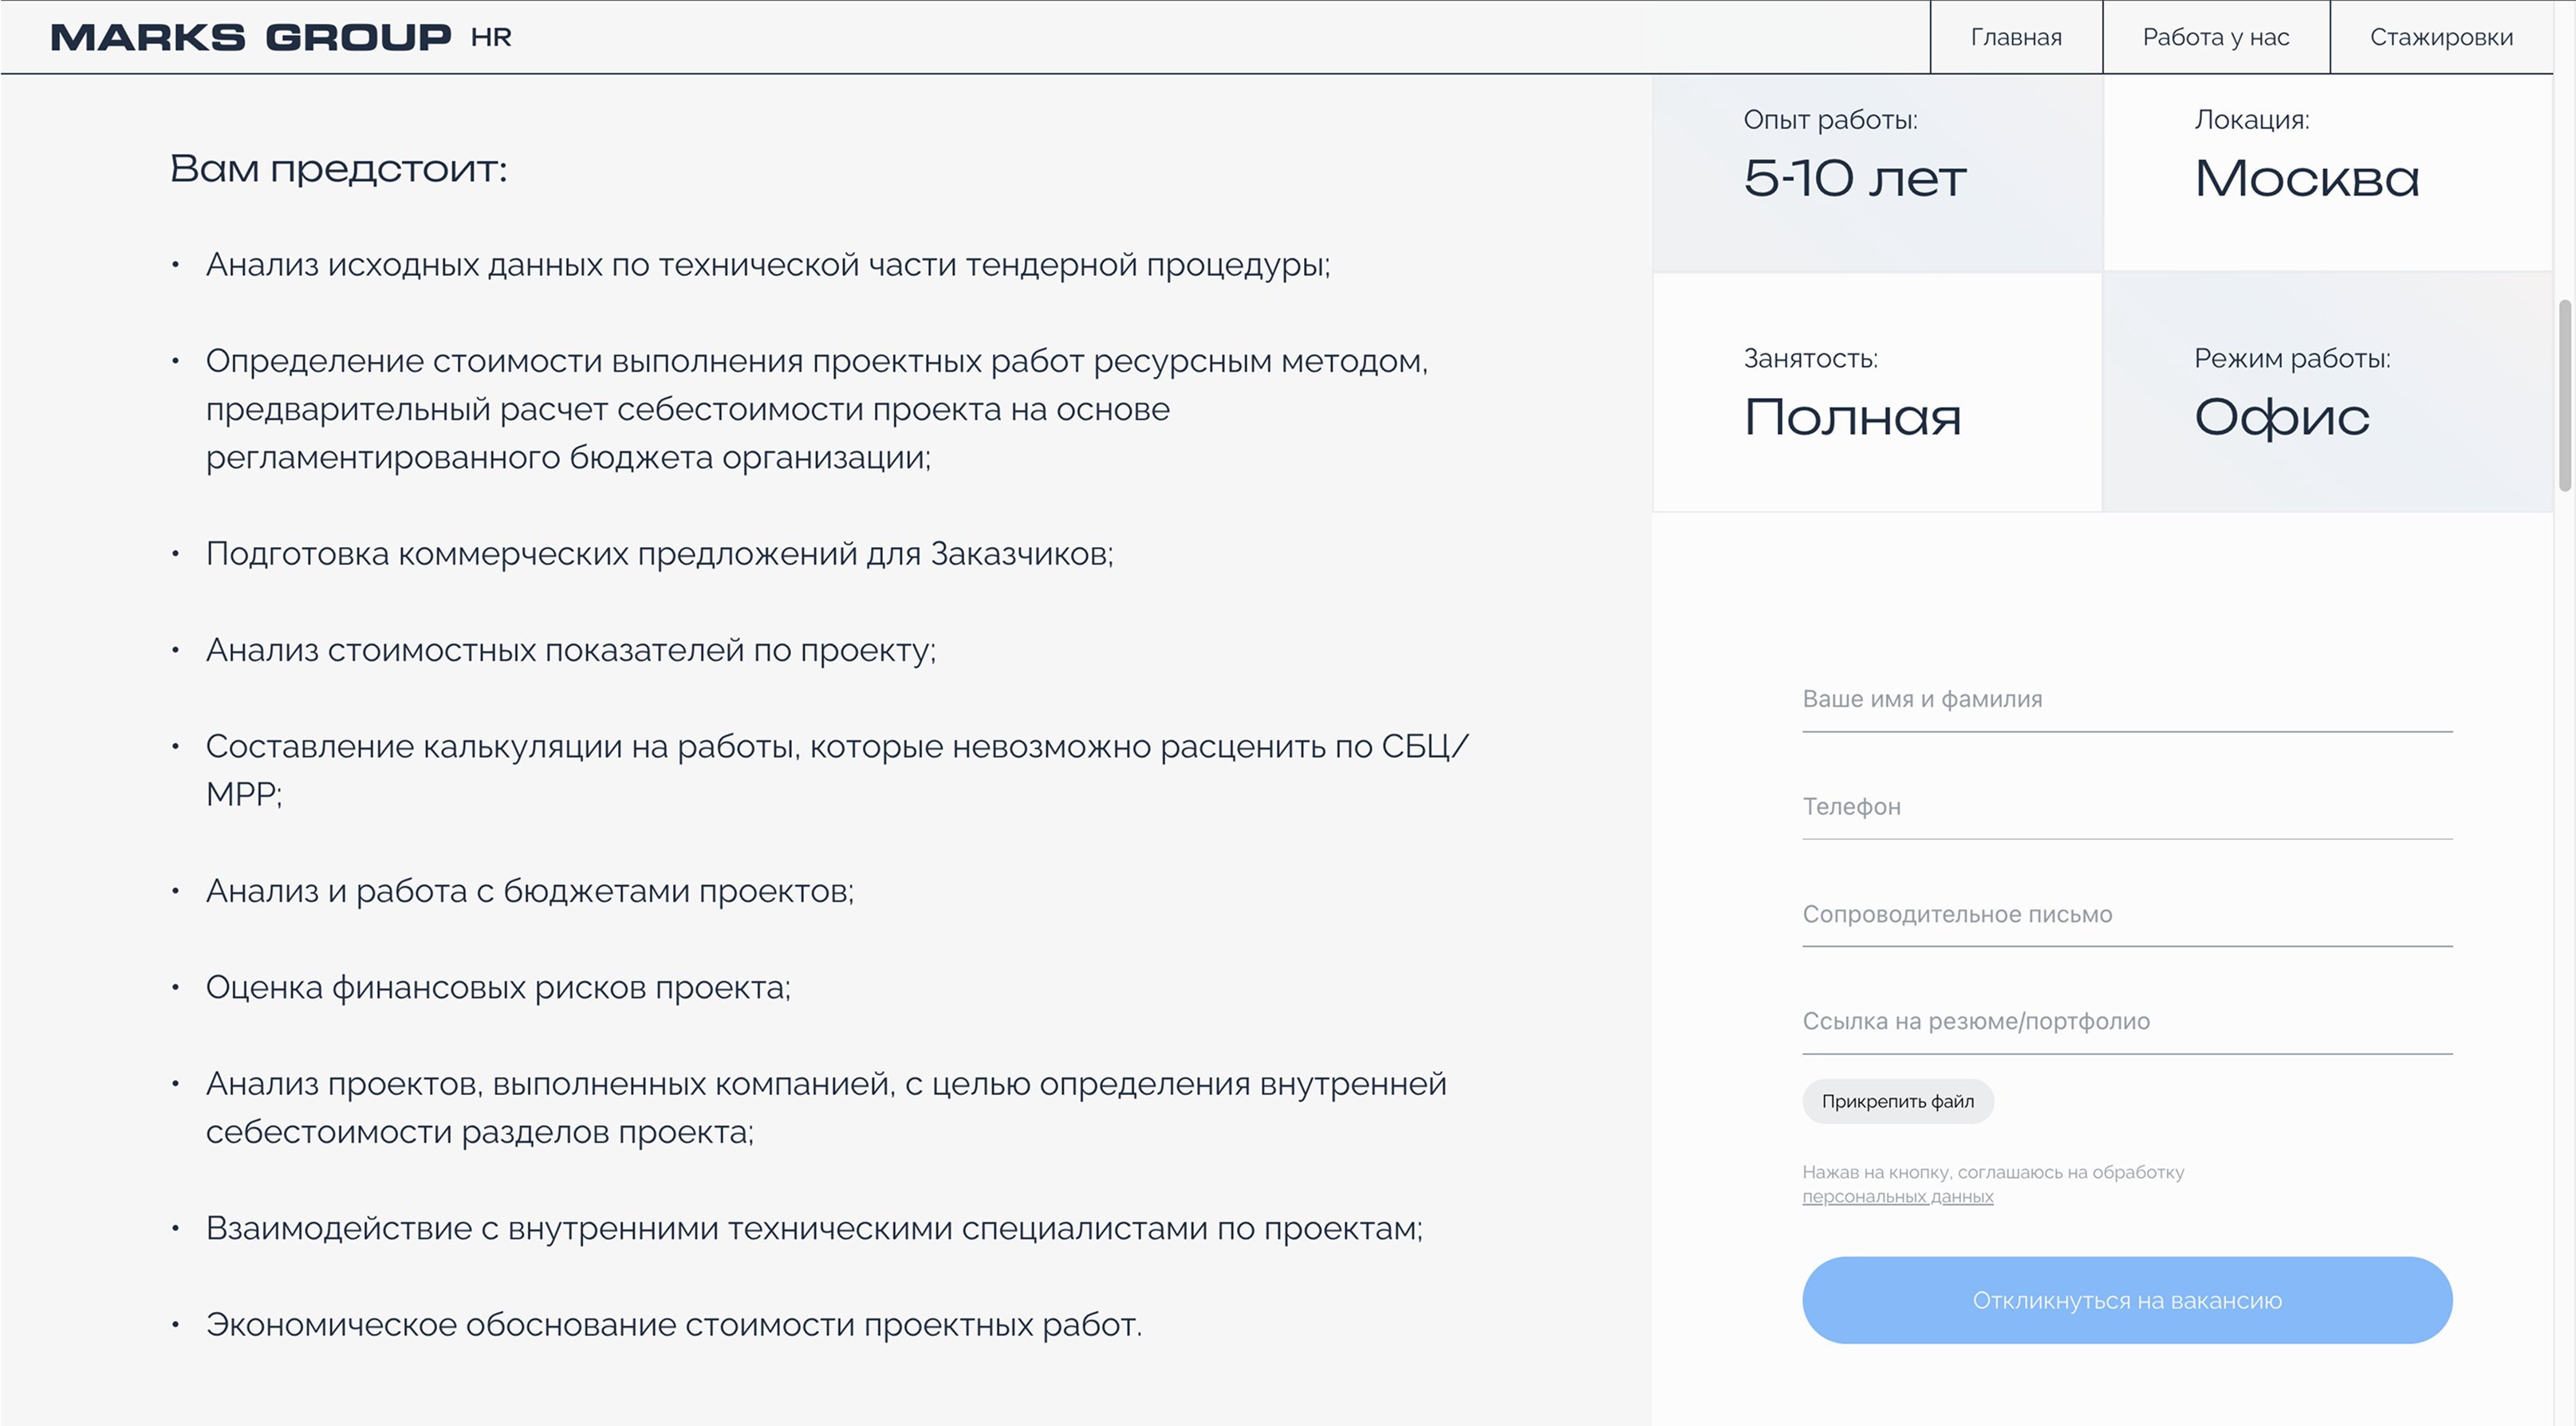 MARKS GROUP HR
Главная
Работа у нас
Стажировки
Вам предстоит:
• Анализ исходных данных по технической части тендерной процедуры;
• Определение стоимости выполнения проектных работ ресурсным методом,
предварительный расчет себестоимости проекта на основе
регламентированного бюджета организации;
• Подготовка коммерческих предложений для Заказчиков;
• Анализ стоимостных показателей по проекту;
• Составление калькуляции на работы, которые невозможно расценить по СБЦ/
МРР;
• Анализ и работа с бюджетами проектов;
• Оценка финансовых рисков проекта;
• Анализ проектов, выполненных компанией, с целью определения внутренней
себестоимости разделов проекта;
• Взаимодействие с внутренними техническими специалистами по проектам;
• Экономическое обоснование стоимости проектных работ.
Опыт работы:
5-10 лет
Локация:
Москва
Занятость:
Полная
Режим работы:
Офис
Ваше имя и фамилия
Телефон
Сопроводительное письмо
Ссылка на резюме/портфолио
Прикрепить файл
Нажав на кнопку, соглашаюсь на обработку
персональных данных
Откликнуться на вакансию